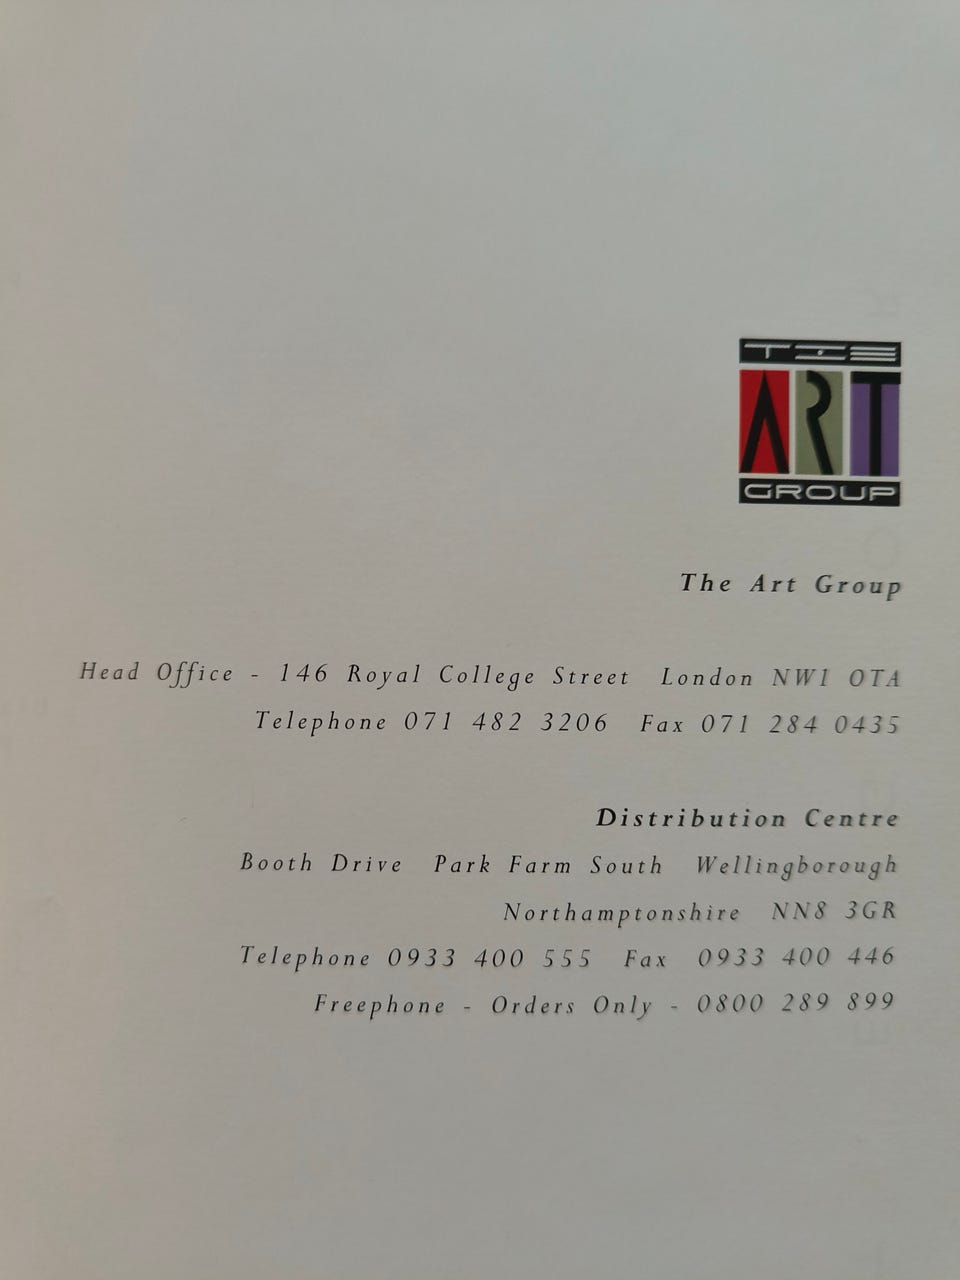 THE
ART
GROUP
The Art Group
Head Office - 146 Royal College Street London NW1 OTA
Telephone 071 482 3206 Fax 071 284 0435
Distribution Centre
Booth Drive Park Farm South Wellingborough
Northamptonshire NN8 3GR
Telephone 0933 400 555 Fax 0933 400 446
Freephone - Orders Only - 0800 289 899